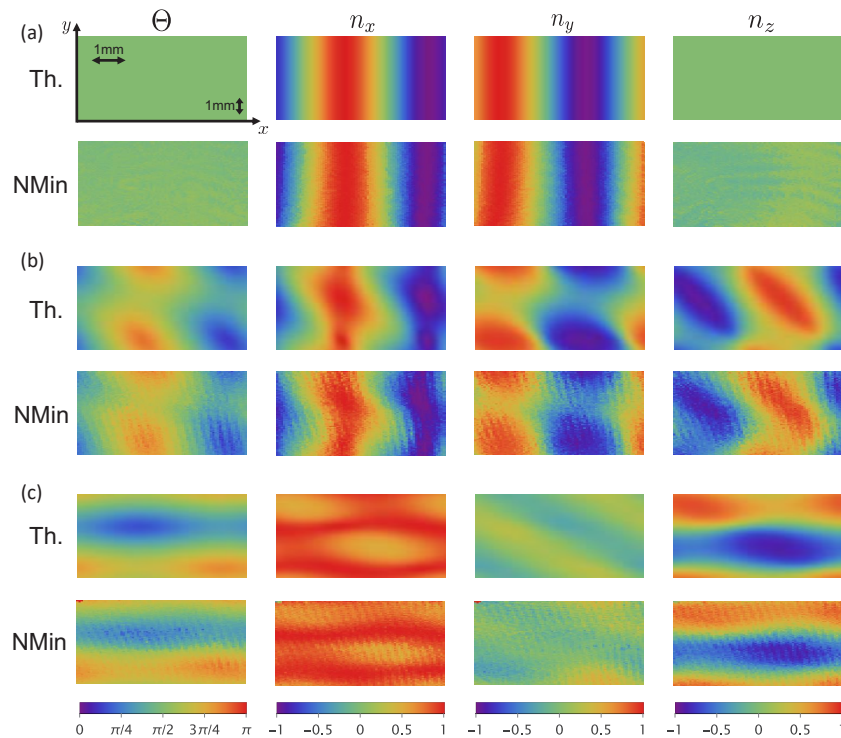 (a) Θ n_x n_y n_z
y
1mm
Th.
1mm
x
NMin
(b)
Th.
NMin
(c)
Th.
NMin
0 π/4 π/2 3π/4 π −1 −0.5 0 0.5 1 −1 −0.5 0 0.5 1 −1 −0.5 0 0.5 1